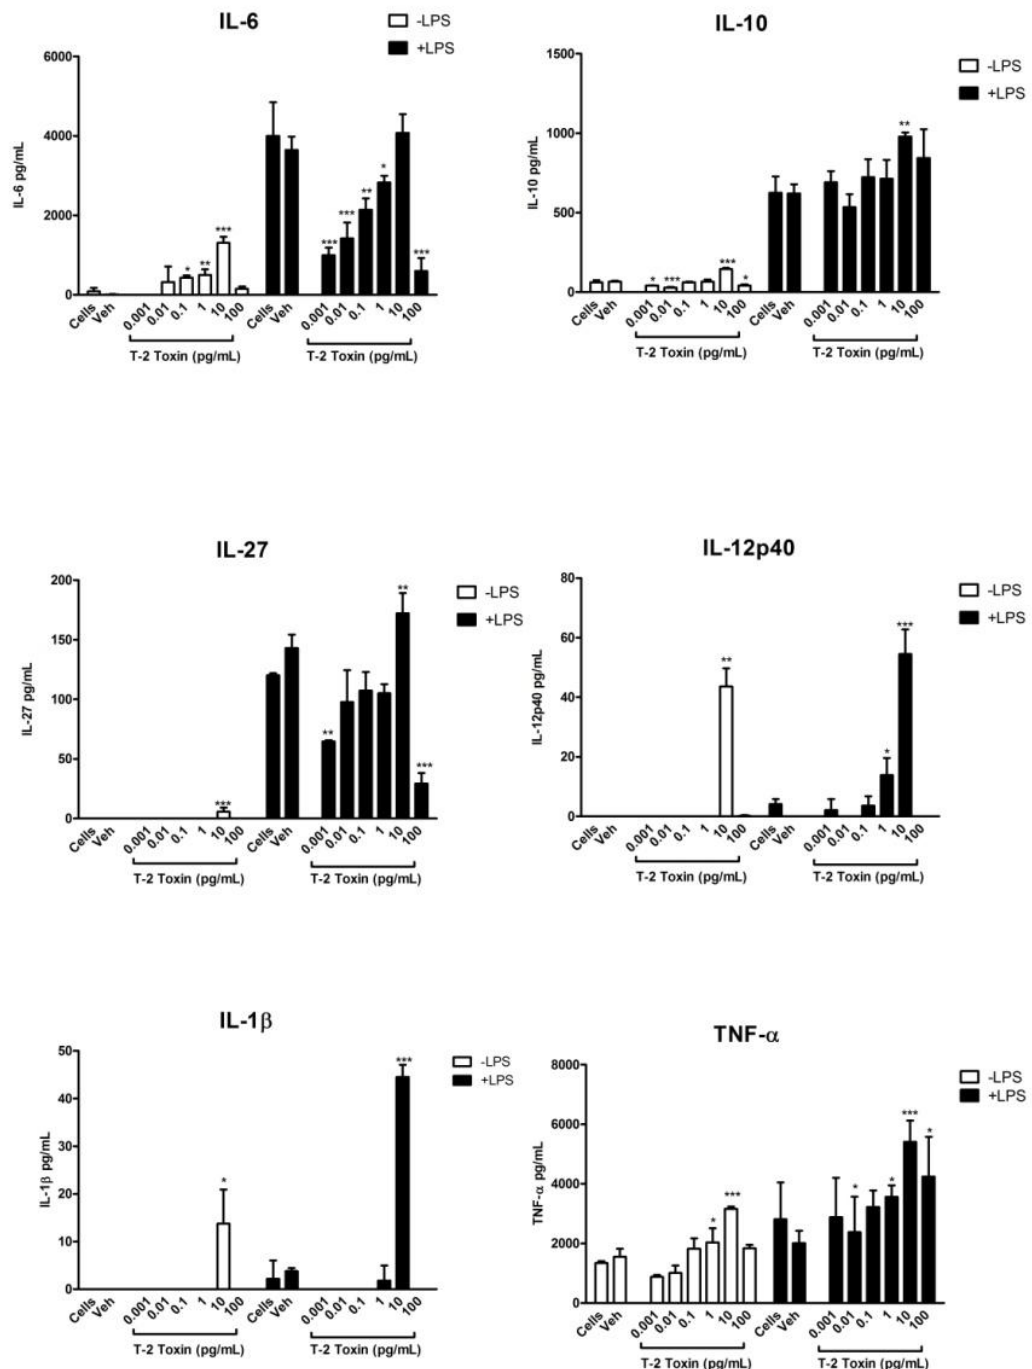 IL-6
-LPS
+LPS
6000
4000
2000
0
IL-6 pg/mL
***
**
*
***
**
*
***
***
Cells
Veh
0.001
0.01
0.1
1
10
100
Cells
Veh
0.001
0.01
0.1
1
10
100
T-2 Toxin (pg/mL)
T-2 Toxin (pg/mL)
IL-10
-LPS
+LPS
1500
1000
500
0
IL-10 pg/mL
*
***
***
*
**
Cells
Veh
0.001
0.01
0.1
1
10
100
Cells
Veh
0.001
0.01
0.1
1
10
100
T-2 Toxin (pg/mL)
T-2 Toxin (pg/mL)
IL-27
-LPS
+LPS
200
150
100
50
0
IL-27 pg/mL
***
**
**
***
Cells
Veh
0.001
0.01
0.1
1
10
100
Cells
Veh
0.001
0.01
0.1
1
10
100
T-2 Toxin (pg/mL)
T-2 Toxin (pg/mL)
IL-12p40
-LPS
+LPS
80
60
40
20
0
IL-12p40 pg/mL
**
*
***
Cells
Veh
0.001
0.01
0.1
1
10
100
Cells
Veh
0.001
0.01
0.1
1
10
100
T-2 Toxin (pg/mL)
T-2 Toxin (pg/mL)
IL-1β
-LPS
+LPS
50
40
30
20
10
0
IL-1β pg/mL
*
***
Cells
Veh
0.001
0.01
0.1
1
10
100
Cells
Veh
0.001
0.01
0.1
1
10
100
T-2 Toxin (pg/mL)
T-2 Toxin (pg/mL)
TNF-α
-LPS
+LPS
8000
6000
4000
2000
0
TNF-α pg/mL
*
***
*
*
***
*
Cells
Veh
0.001
0.01
0.1
1
10
100
Cells
Veh
0.001
0.01
0.1
1
10
100
T-2 Toxin (pg/mL)
T-2 Toxin (pg/mL)